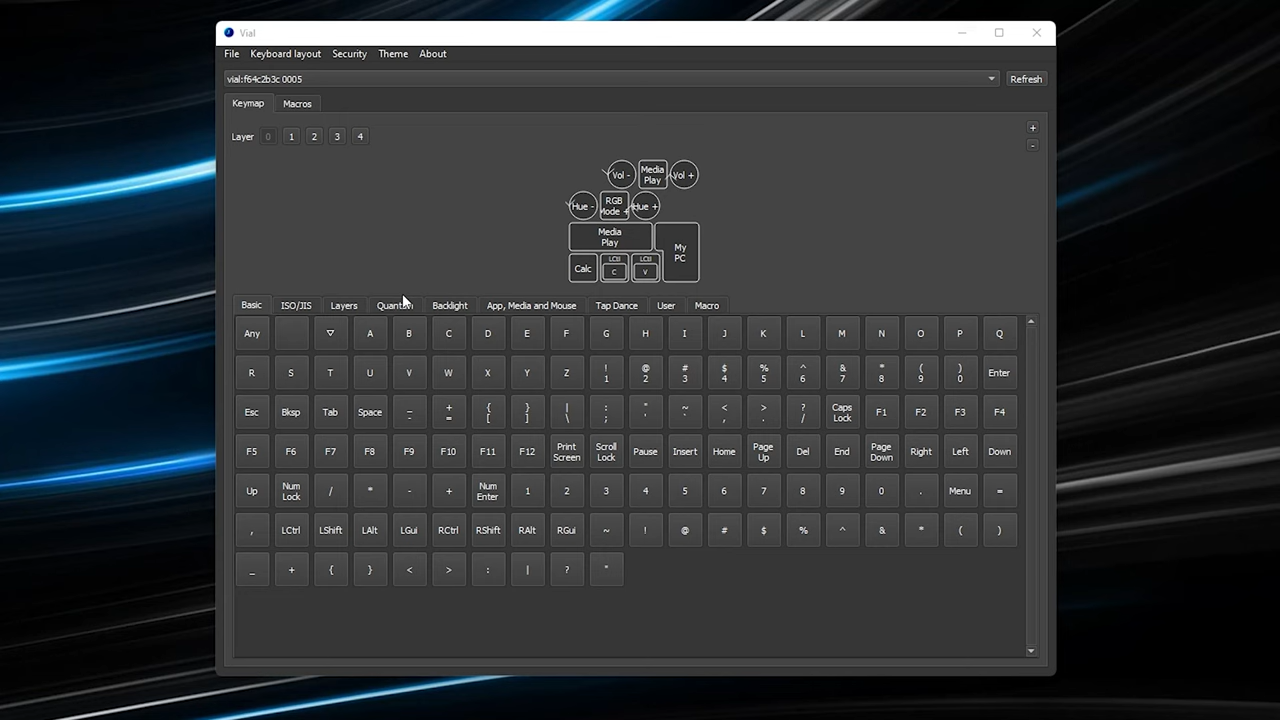 Vial
File Keyboard layout Security Theme About
vial:f64c2b3c 0005 Refresh
Keymap Macros
Layer 0 1 2 3 4 +
-
Vol - Media Play Vol +
Hue - RGB Mode + Hue +
Media Play My PC
Calc LCtl C LCtl V
Basic ISO/JIS Layers Quantum Backlight App, Media and Mouse Tap Dance User Macro
Any ▽ A B C D E F G H I J K L M N O P Q
R S T U V W X Y Z ! 1 @ 2 # 3 $ 4 % 5 ^ 6 & 7 * 8 ( 9 ) 0 Enter
Esc Bksp Tab Space _ - + = { [ } ] | \ : ; " ' ~ ` < , > . ? / Caps Lock F1 F2 F3 F4
F5 F6 F7 F8 F9 F10 F11 F12 Print Screen Scroll Lock Pause Insert Home Page Up Del End Page Down Right Left Down
Up Num Lock / * - + Num Enter 1 2 3 4 5 6 7 8 9 0 . Menu =
, LCtrl LShift LAlt LGui RCtrl RShift RAlt RGui ~ ! @ # $ % ^ & * ( )
_ + { } < > : | ? "